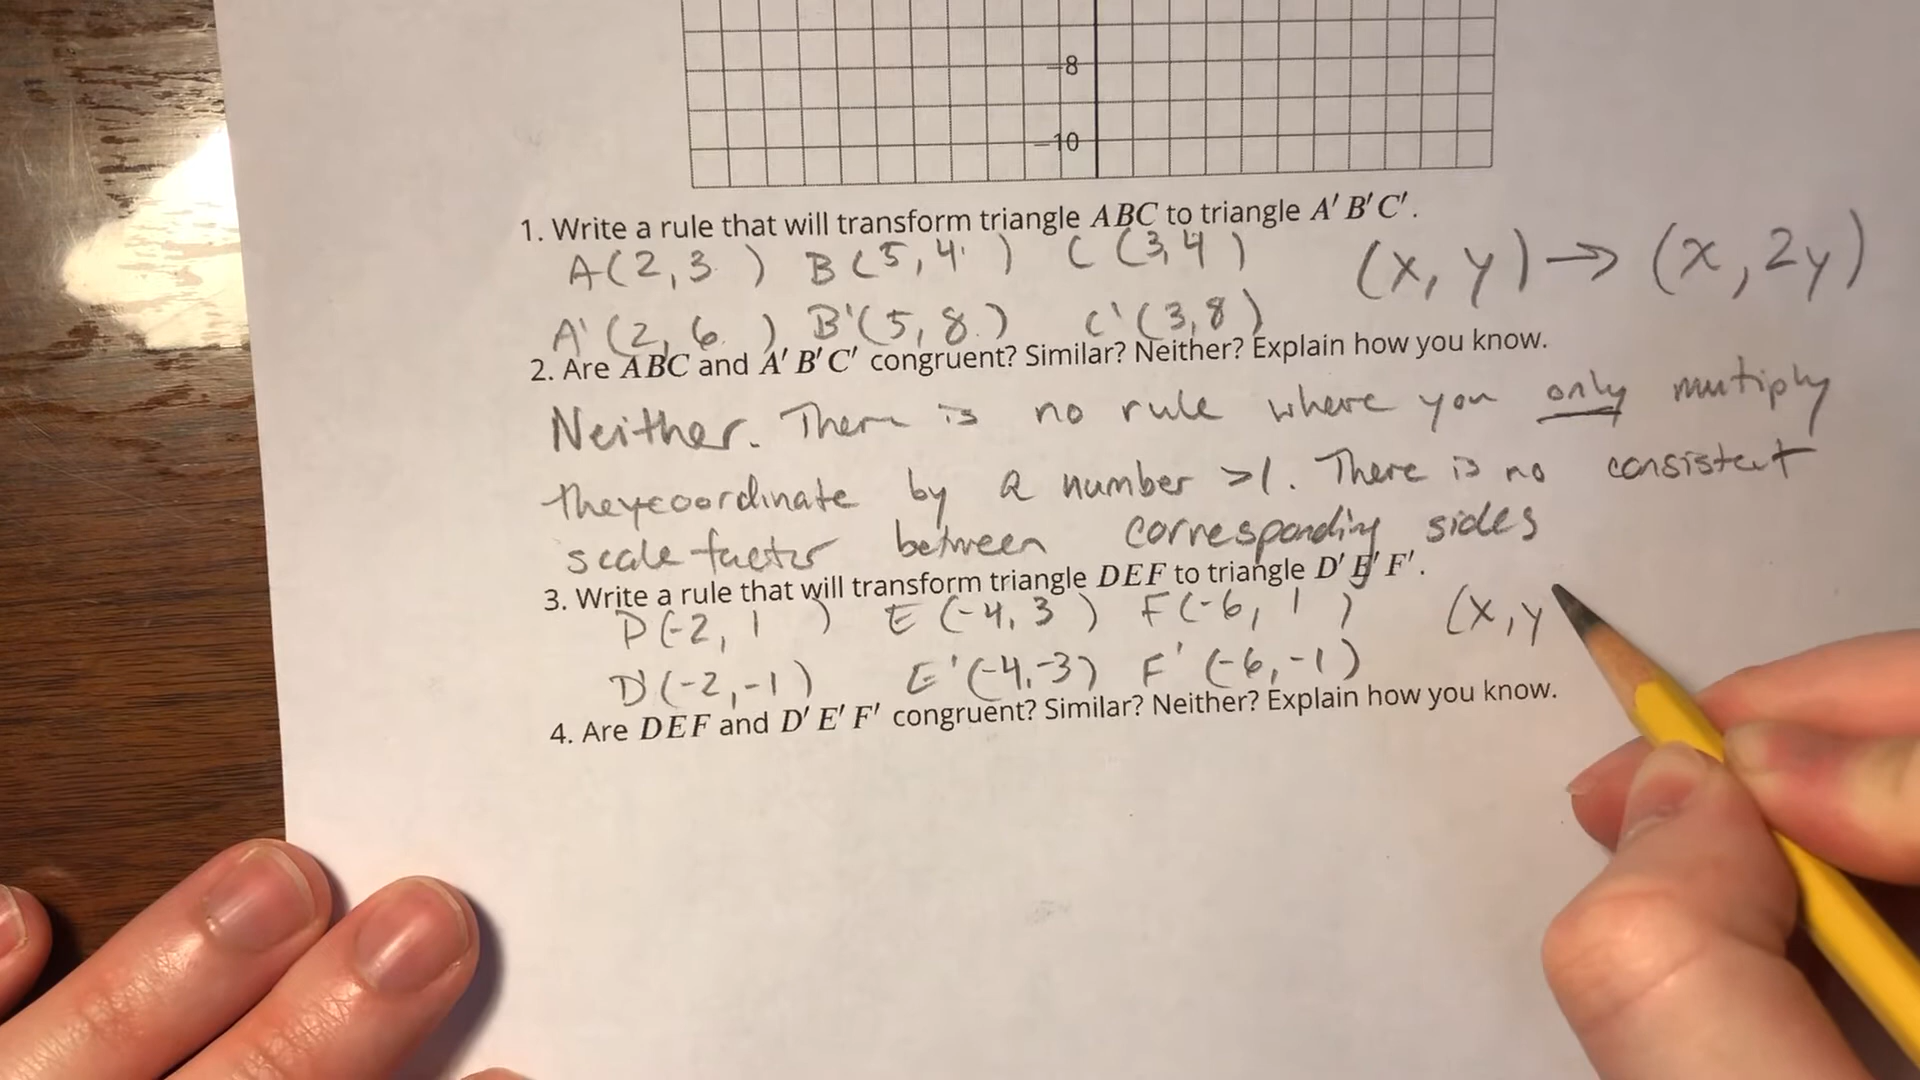 -8
-10
1. Write a rule that will transform triangle ABC to triangle A′B′C′.
A(2,3) B(5,4) C(3,4) (x,y)→(x,2y)
A'(2,6) B'(5,8) C'(3,8)
2. Are ABC and A′B′C′ congruent? Similar? Neither? Explain how you know.
Neither. There is no rule where you only multiply
the y coordinate by a number >1. There is no consistent
scale factor between corresponding sides
3. Write a rule that will transform triangle DEF to triangle D′E′F′.
D(-2, 1) E(-4, 3) F(-6, 1) (x,y
D'(-2,-1) E'(-4,-3) F'(-6,-1)
4. Are DEF and D′E′F′ congruent? Similar? Neither? Explain how you know.